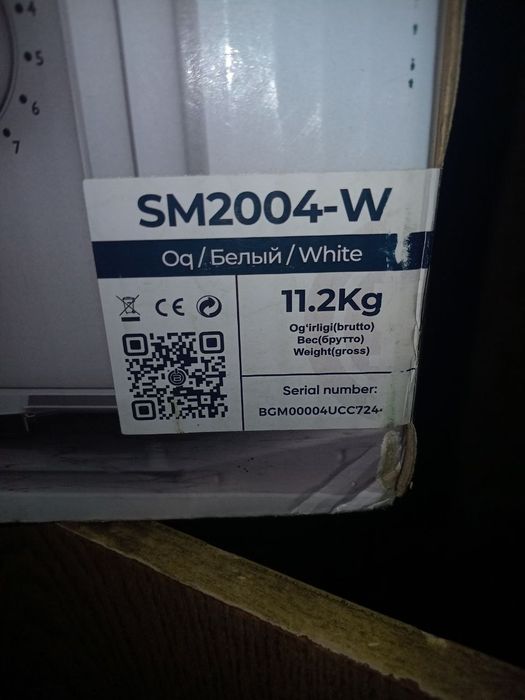 4
5
6
7
SM2004-W
Oq / Белый / White
CE
11.2Kg
Og'irligi(brutto)
Вес(брутто)
Weight(gross)
Serial number:
BGM00004UCC724